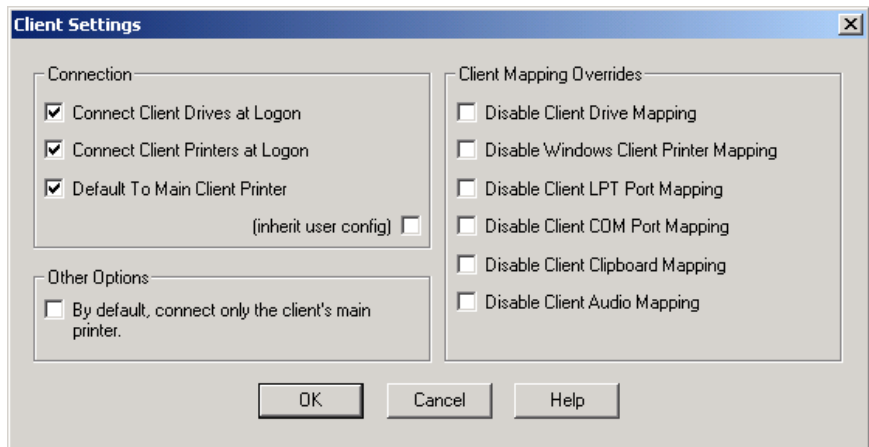 Client Settings
Connection
Connect Client Drives at Logon
Connect Client Printers at Logon
Default To Main Client Printer
(inherit user config)
Other Options
By default, connect only the client's main
printer.
Client Mapping Overrides
Disable Client Drive Mapping
Disable Windows Client Printer Mapping
Disable Client LPT Port Mapping
Disable Client COM Port Mapping
Disable Client Clipboard Mapping
Disable Client Audio Mapping
OK
Cancel
Help